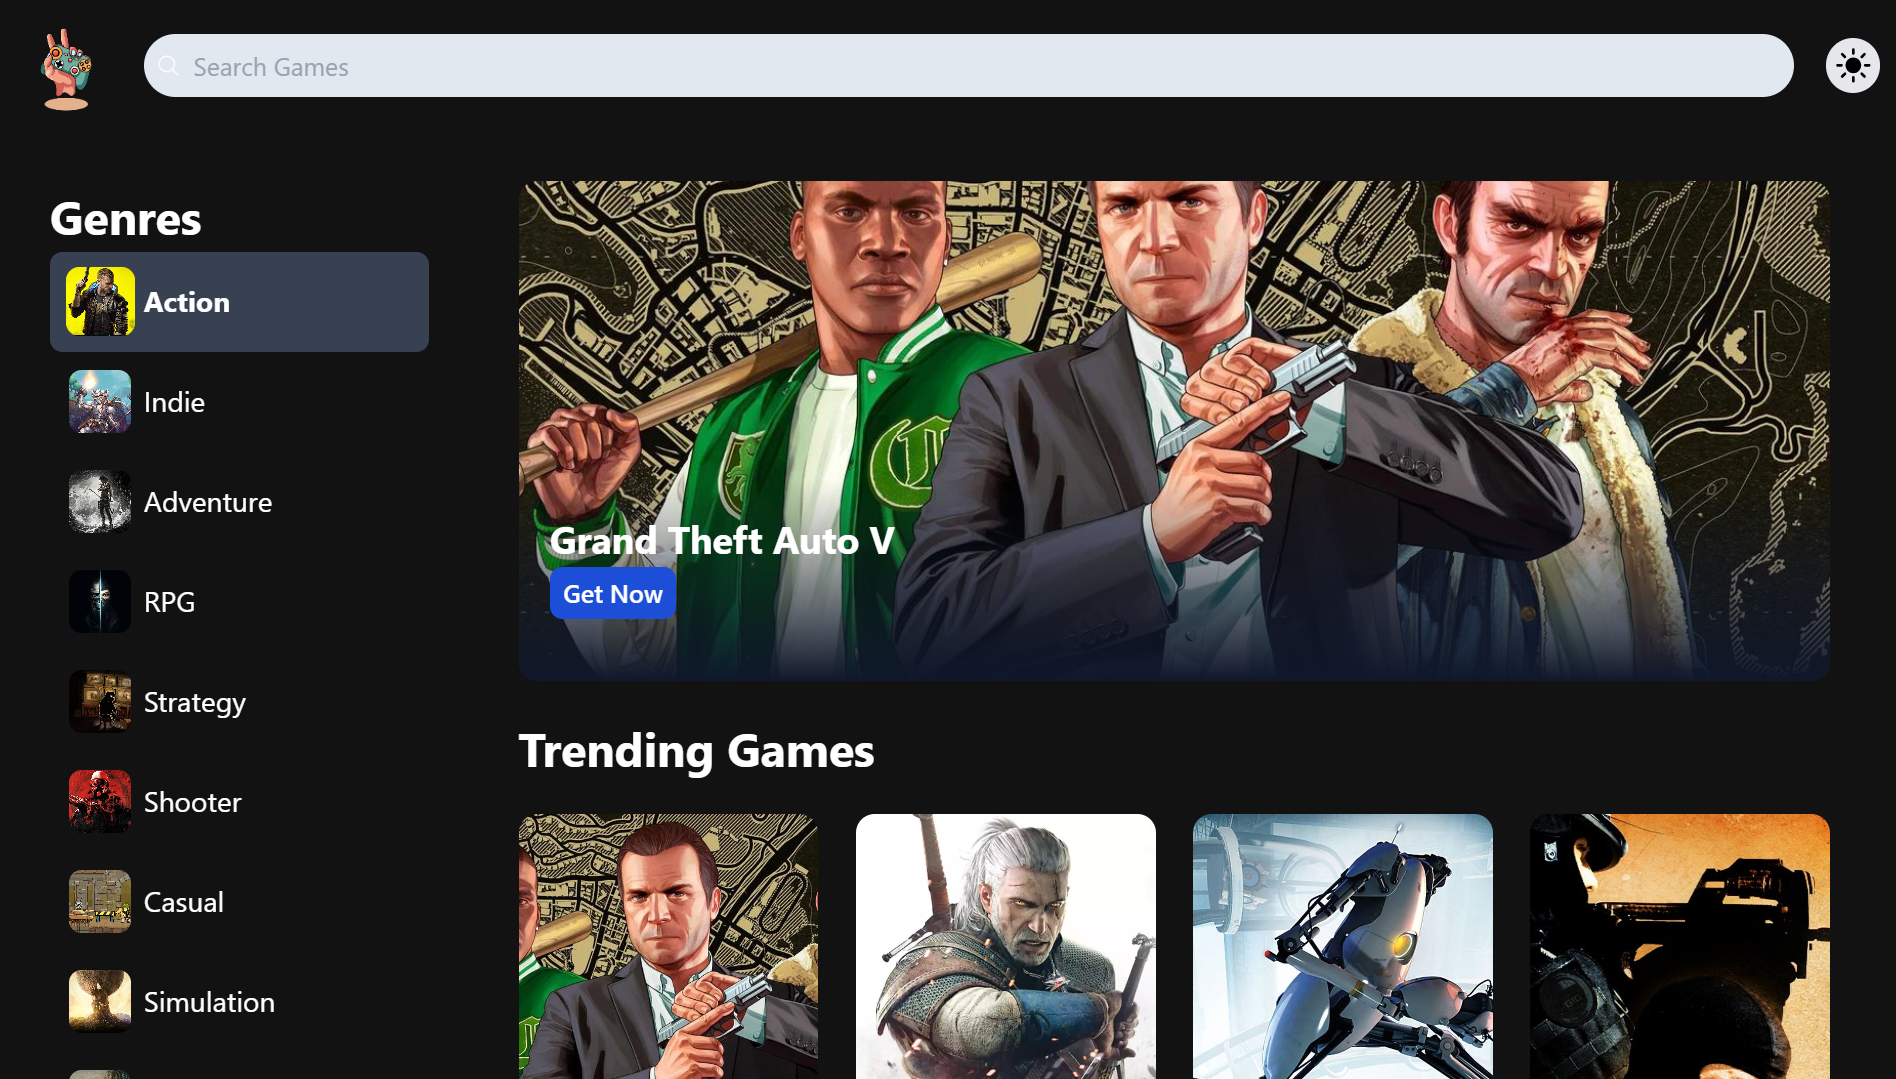 Search Games
Genres
Action
Indie
Adventure
RPG
Strategy
Shooter
Casual
Simulation
Grand Theft Auto V
Get Now
Trending Games